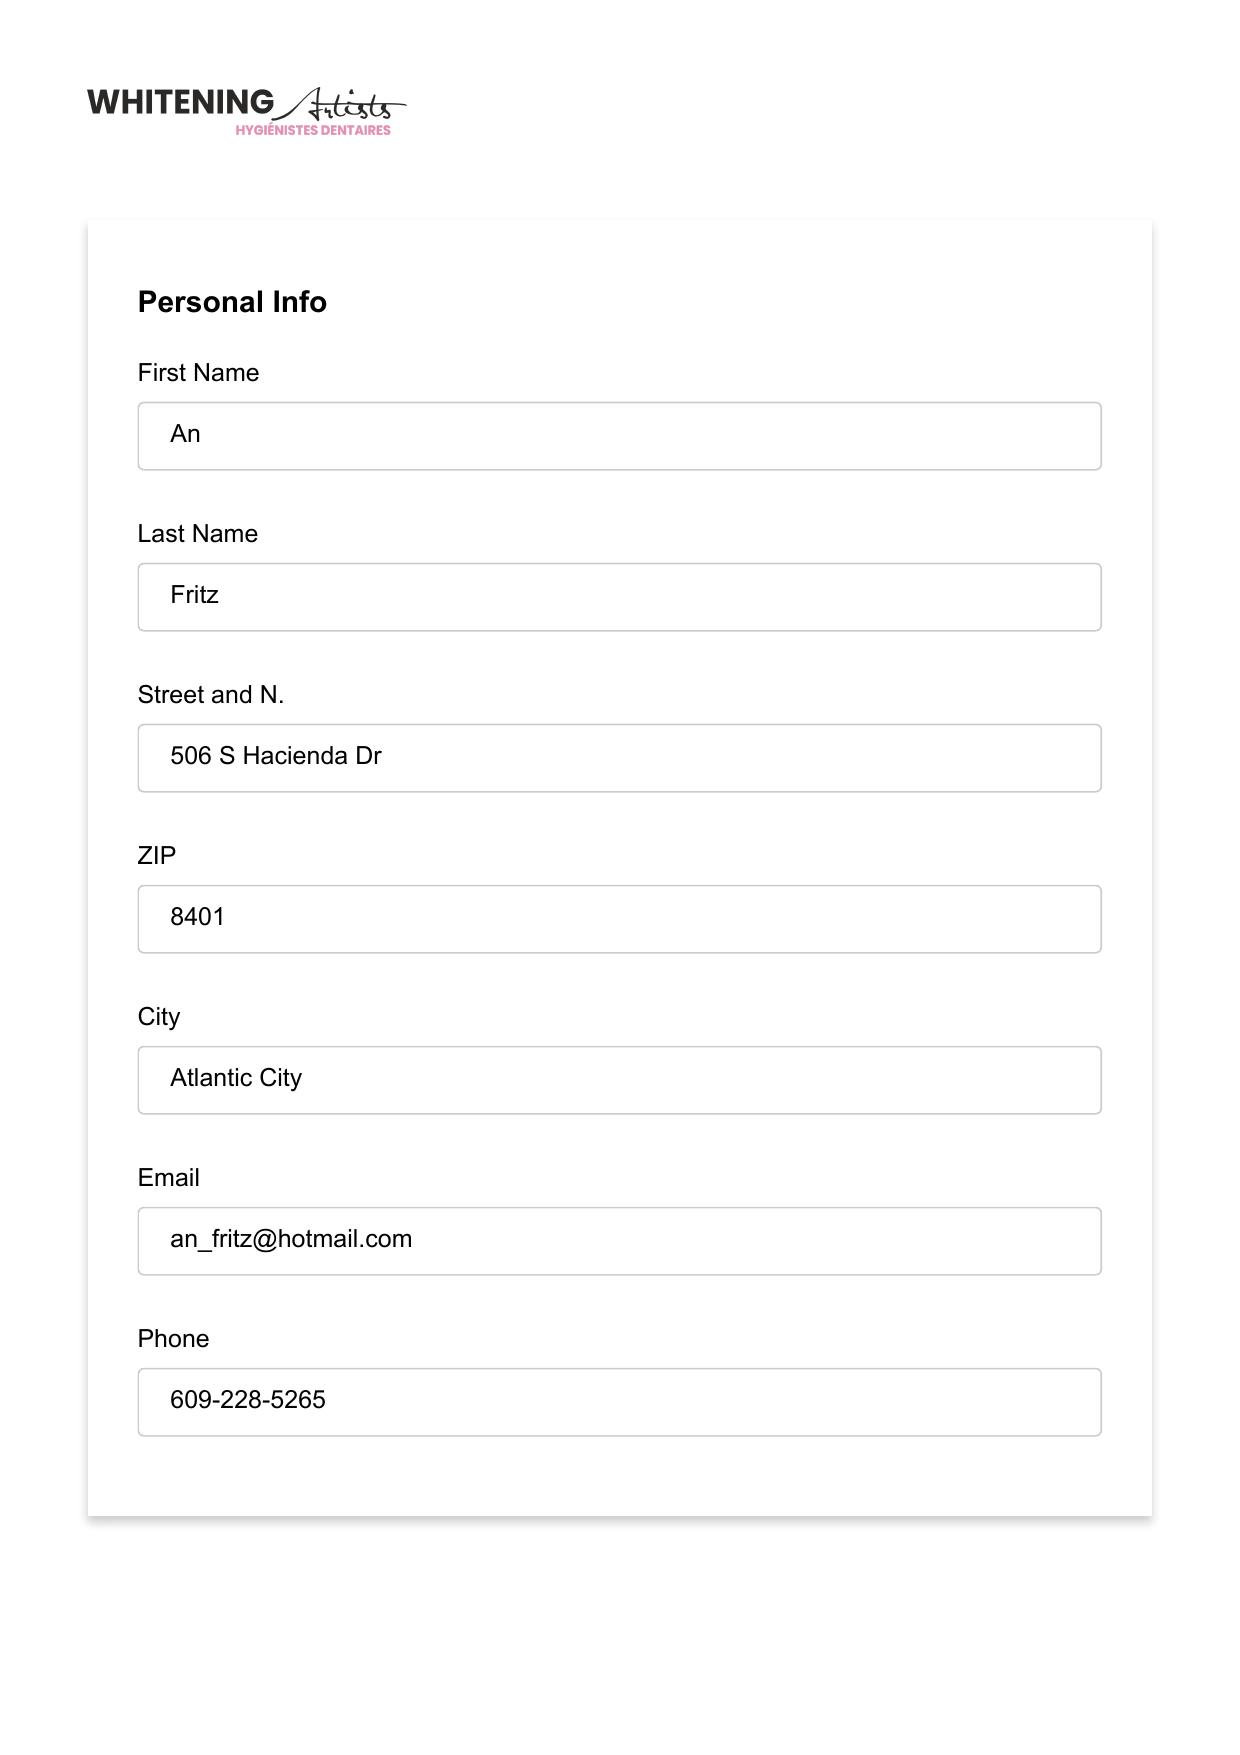 WHITENING Artists
HYGIÉNISTES DENTAIRES
Personal Info
First Name
An
Last Name
Fritz
Street and N.
506 S Hacienda Dr
ZIP
8401
City
Atlantic City
Email
an_fritz@hotmail.com
Phone
609-228-5265